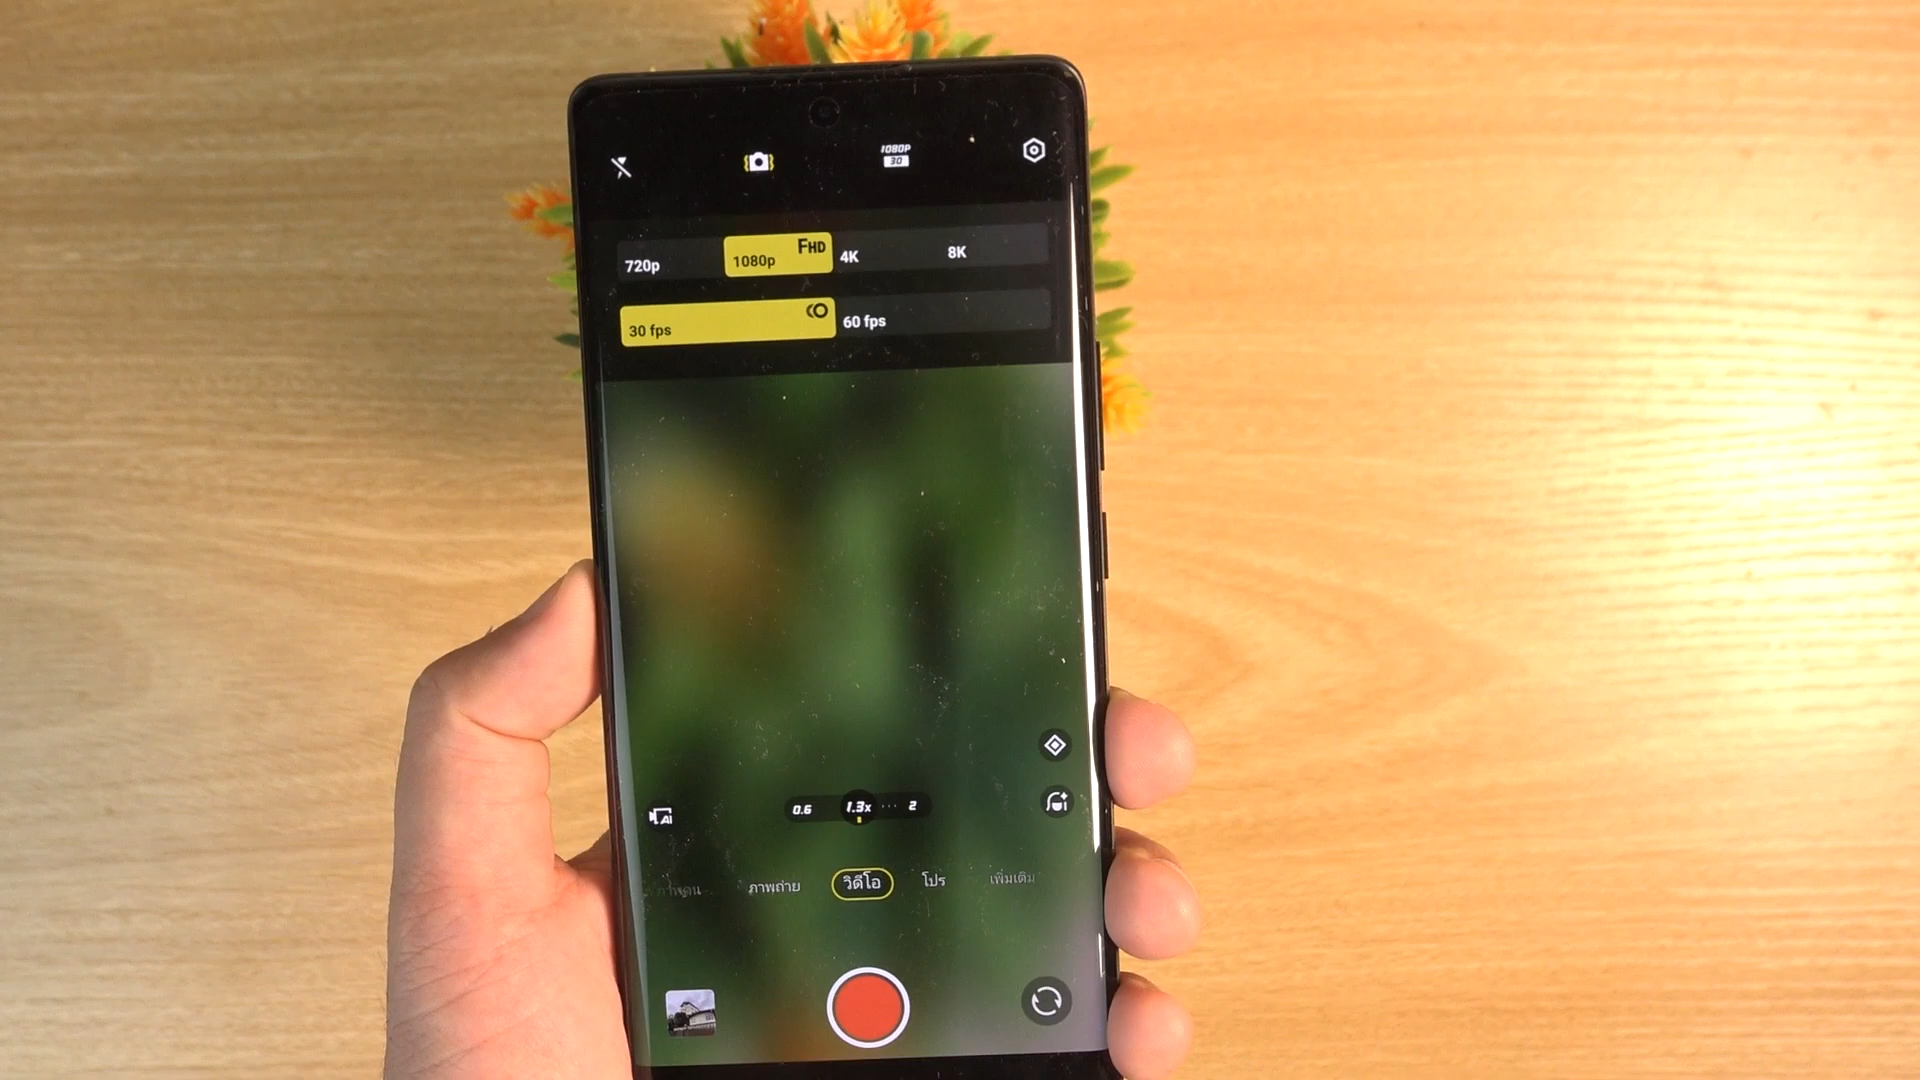 1080P
30
720p
1080p FHD
4K
8K
30 fps
60 fps
0.6 1.3x 2
AI
ภาพถ่าย วิดีโอ โปร เพิ่มเติม